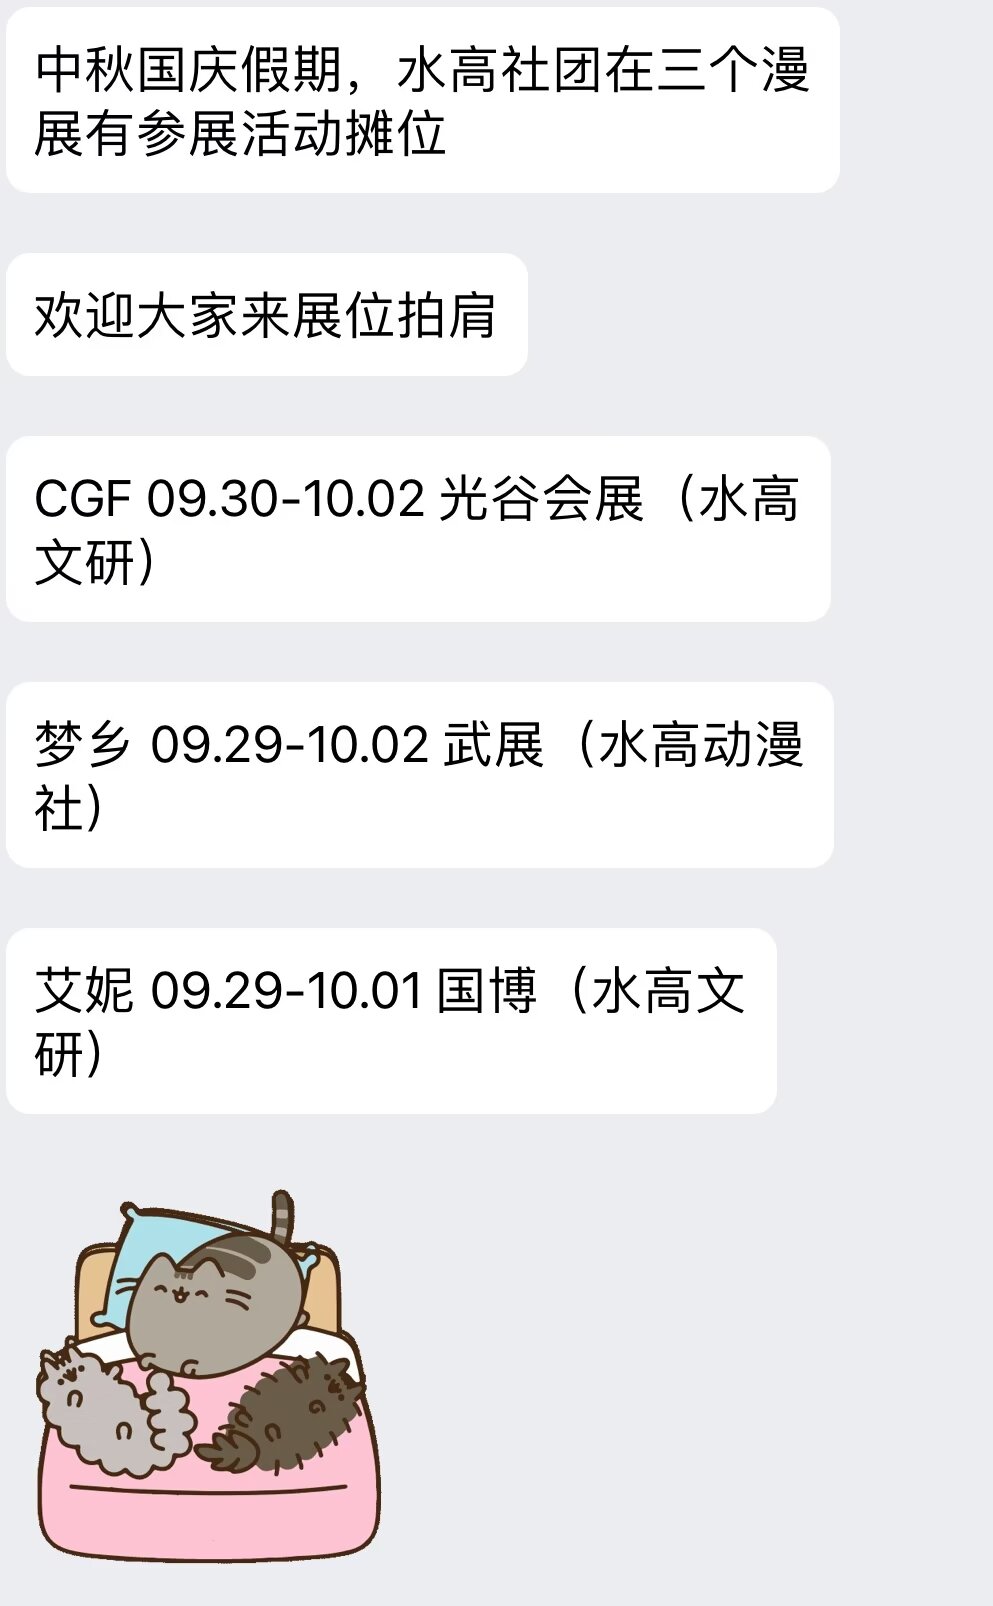 中秋国庆假期，水高社团在三个漫
展有参展活动摊位
欢迎大家来展位拍肩
CGF 09.30-10.02 光谷会展（水高
文研）
梦乡 09.29-10.02 武展（水高动漫
社）
艾妮 09.29-10.01 国博（水高文
研）